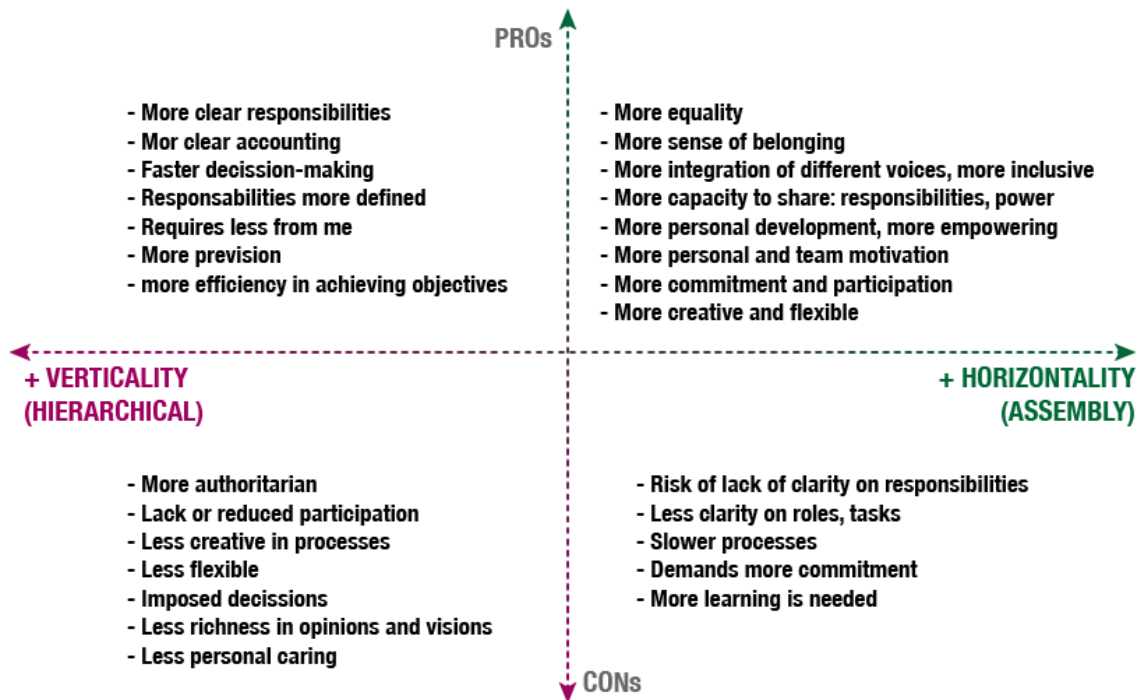 PROs
- More clear responsibilities
- Mor clear accounting
- Faster decission-making
- Responsabilities more defined
- Requires less from me
- More prevision
- more efficiency in achieving objectives
- More equality
- More sense of belonging
- More integration of different voices, more inclusive
- More capacity to share: responsibilities, power
- More personal development, more empowering
- More personal and team motivation
- More commitment and participation
- More creative and flexible
+ VERTICALITY
(HIERARCHICAL)
+ HORIZONTALITY
(ASSEMBLY)
- More authoritarian
- Lack or reduced participation
- Less creative in processes
- Less flexible
- Imposed decissions
- Less richness in opinions and visions
- Less personal caring
- Risk of lack of clarity on responsibilities
- Less clarity on roles, tasks
- Slower processes
- Demands more commitment
- More learning is needed
CONs